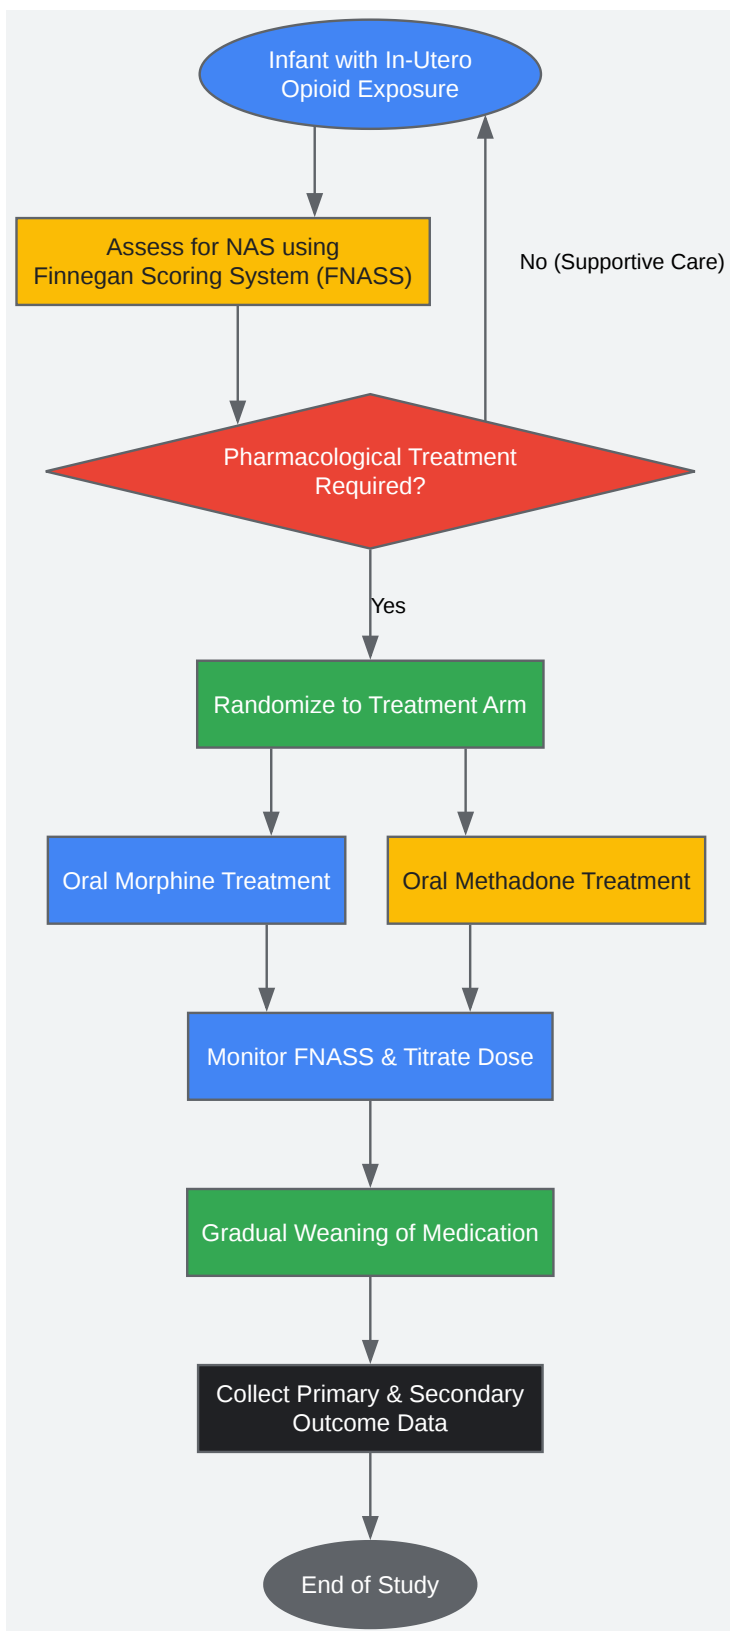 Infant with In-Utero
Opioid Exposure
Assess for NAS using
Finnegan Scoring System (FNASS)
No (Supportive Care)
Pharmacological Treatment
Required?
Yes
Randomize to Treatment Arm
Oral Morphine Treatment
Oral Methadone Treatment
Monitor FNASS & Titrate Dose
Gradual Weaning of Medication
Collect Primary & Secondary
Outcome Data
End of Study